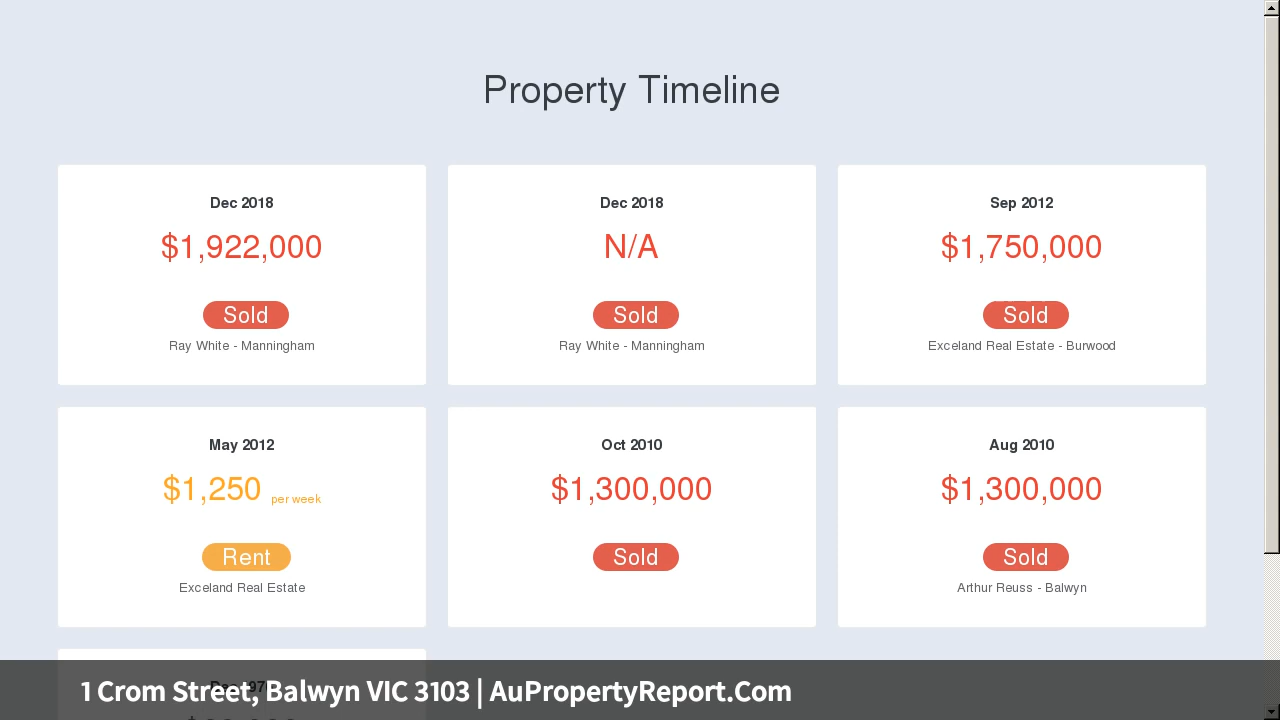 Property Timeline
Dec 2018
$1,922,000
Sold
Ray White - Manningham
Dec 2018
N/A
Sold
Ray White - Manningham
Sep 2012
$1,750,000
Sold
Exceland Real Estate - Burwood
May 2012
$1,250 per week
Rent
Exceland Real Estate
Oct 2010
$1,300,000
Sold
Aug 2010
$1,300,000
Sold
Arthur Reuss - Balwyn
1 Crom Street, Balwyn VIC 3103 | AuPropertyReport.Com